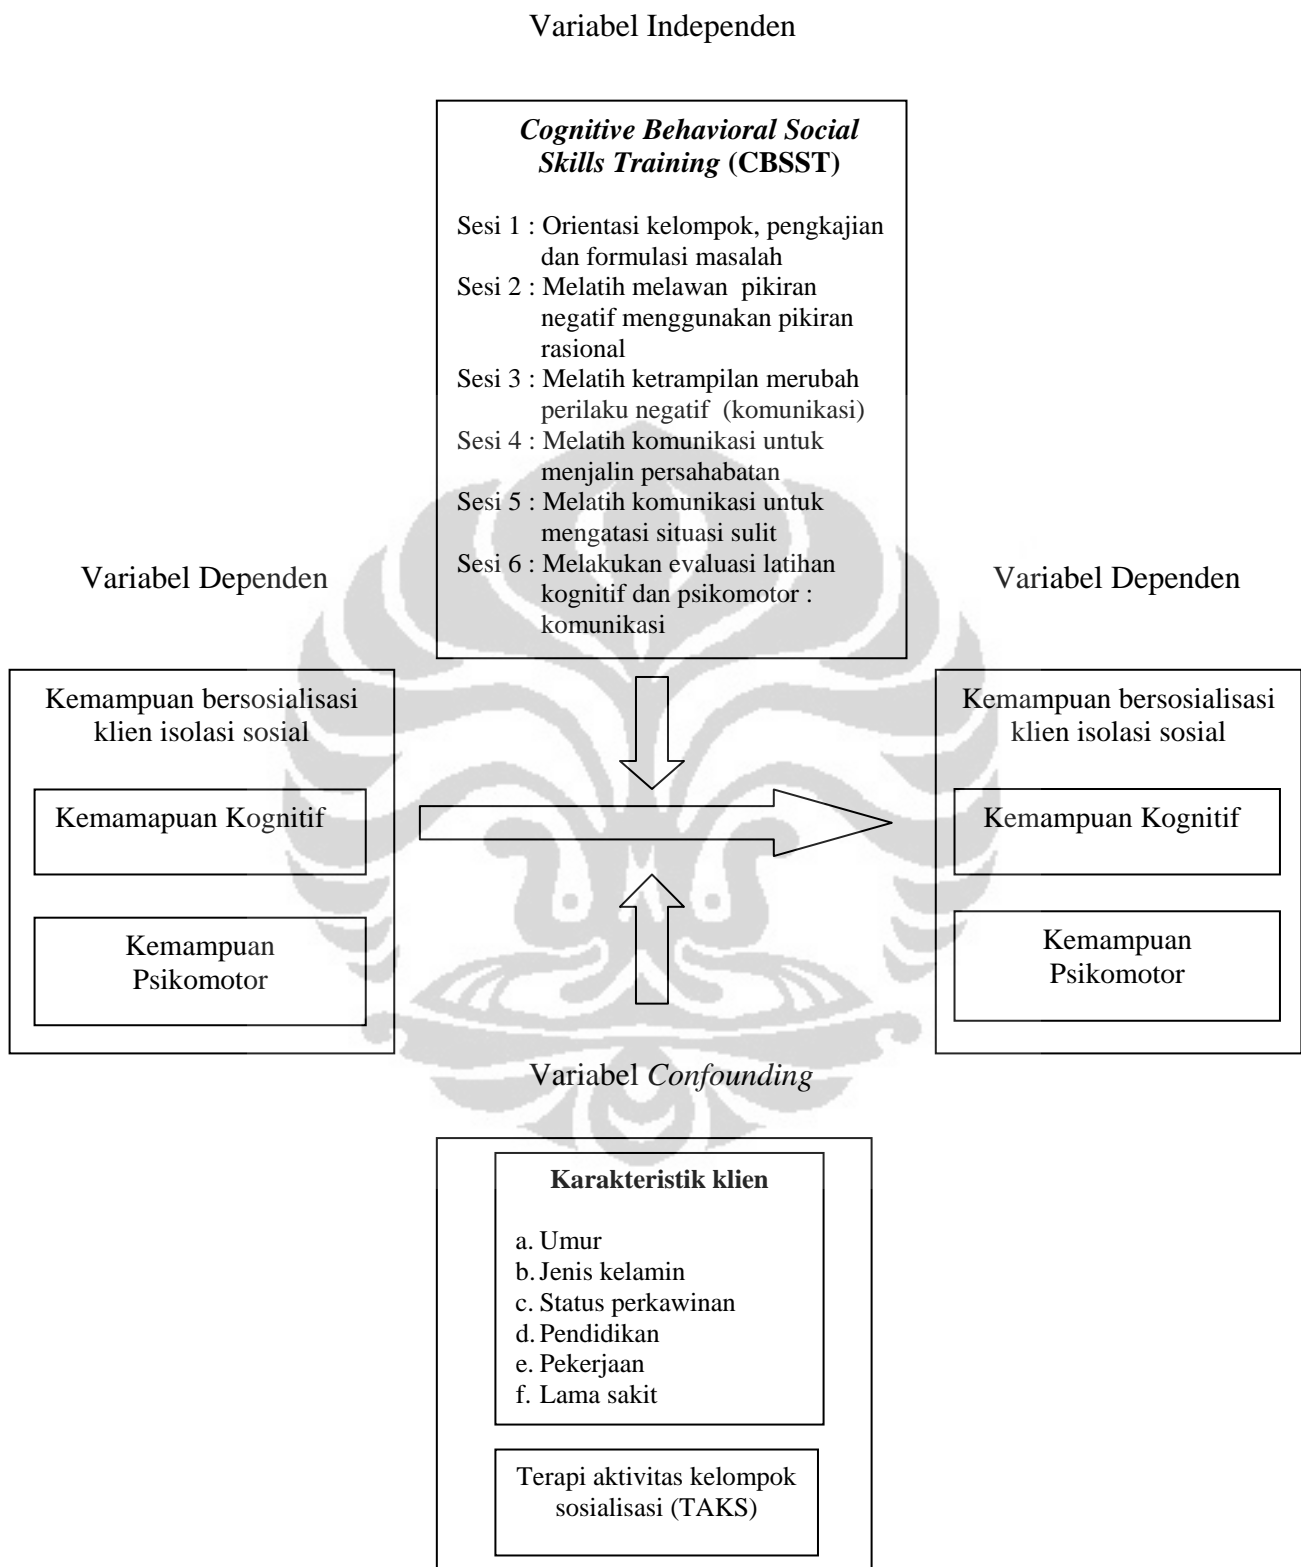 Variabel Independen
Cognitive Behavioral Social
Skills Training (CBSST)
Sesi 1 : Orientasi kelompok, pengkajian
dan formulasi masalah
Sesi 2 : Melatih melawan pikiran
negatif menggunakan pikiran
rasional
Sesi 3 : Melatih ketrampilan merubah
perilaku negatif (komunikasi)
Sesi 4 : Melatih komunikasi untuk
menjalin persahabatan
Sesi 5 : Melatih komunikasi untuk
mengatasi situasi sulit
Sesi 6 : Melakukan evaluasi latihan
kognitif dan psikomotor :
komunikasi
Variabel Dependen
Kemampuan bersosialisasi
klien isolasi sosial
Kemamapuan Kognitif
Kemampuan
Psikomotor
Variabel Dependen
Kemampuan bersosialisasi
klien isolasi sosial
Kemampuan Kognitif
Kemampuan
Psikomotor
Variabel Confounding
Karakteristik klien
a. Umur
b. Jenis kelamin
c. Status perkawinan
d. Pendidikan
e. Pekerjaan
f. Lama sakit
Terapi aktivitas kelompok
sosialisasi (TAKS)